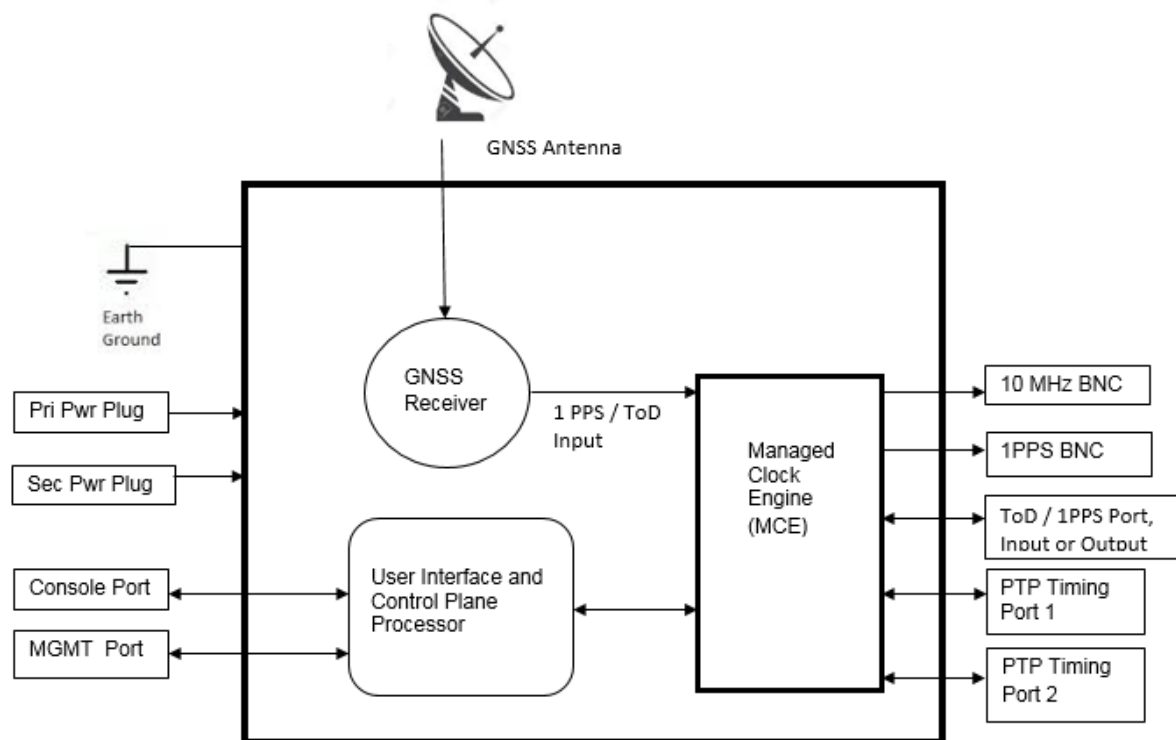 GNSS Antenna
Earth
Ground
Pri Pwr Plug
Sec Pwr Plug
Console Port
MGMT Port
GNSS
Receiver
1 PPS / ToD
Input
User Interface and
Control Plane
Processor
Managed
Clock
Engine
(MCE)
10 MHz BNC
1PPS BNC
ToD / 1PPS Port,
Input or Output
PTP Timing
Port 1
PTP Timing
Port 2